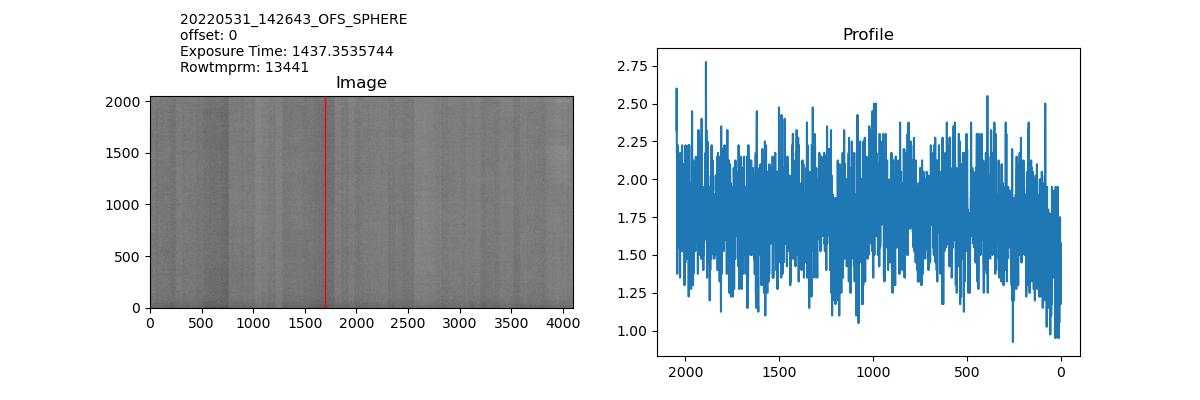 20220531_142643_OFS_SPHERE
offset: 0
Exposure Time: 1437.3535744
Rowtmprm: 13441
Image
2000
1500
1000
500
0
0 500 1000 1500 2000 2500 3000 3500 4000
Profile
2.75
2.50
2.25
2.00
1.75
1.50
1.25
1.00
2000 1500 1000 500 0